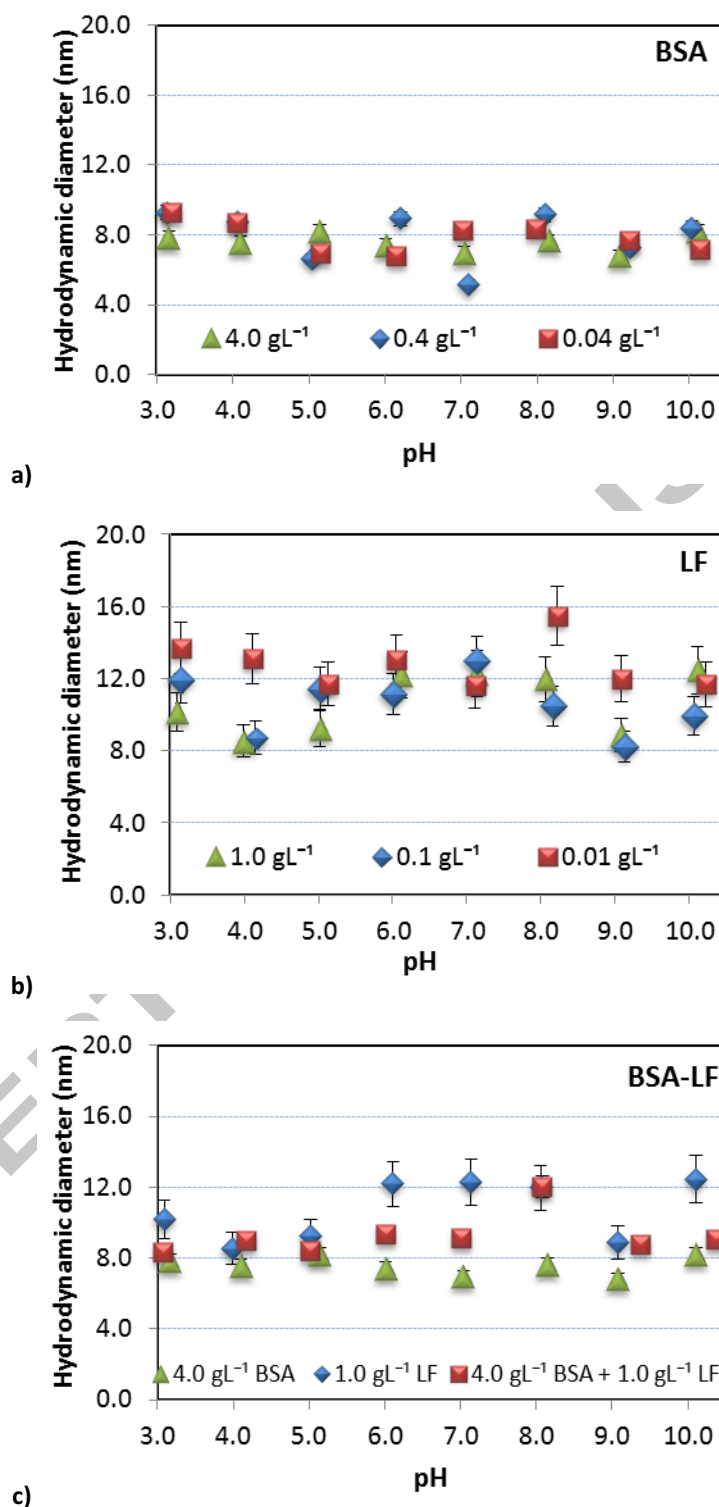 20.0
BSA
16.0
12.0
8.0
4.0
0.0
Hydrodynamic diameter (nm)
4.0 gL⁻¹ 0.4 gL⁻¹ 0.04 gL⁻¹
3.0 4.0 5.0 6.0 7.0 8.0 9.0 10.0
pH
a)
20.0
LF
16.0
12.0
8.0
4.0
0.0
Hydrodynamic diameter (nm)
1.0 gL⁻¹ 0.1 gL⁻¹ 0.01 gL⁻¹
3.0 4.0 5.0 6.0 7.0 8.0 9.0 10.0
pH
b)
20.0
BSA-LF
16.0
12.0
8.0
4.0
0.0
Hydrodynamic diameter (nm)
4.0 gL⁻¹ BSA 1.0 gL⁻¹ LF 4.0 gL⁻¹ BSA + 1.0 gL⁻¹ LF
3.0 4.0 5.0 6.0 7.0 8.0 9.0 10.0
pH
c)